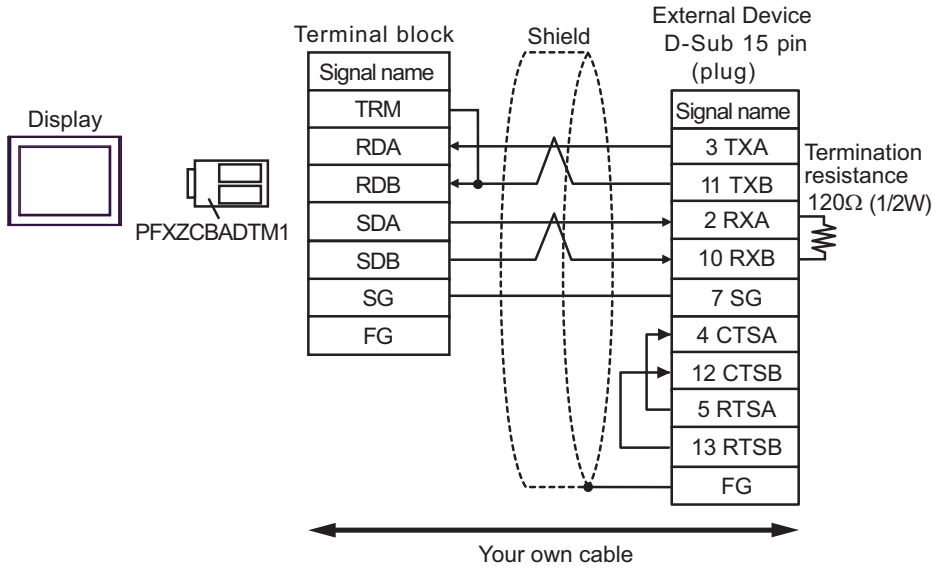 Display
PFXZCBADTM1
Terminal block
Signal name
TRM
RDA
RDB
SDA
SDB
SG
FG
Shield
External Device
D-Sub 15 pin
(plug)
Signal name
3 TXA
11 TXB
2 RXA
10 RXB
7 SG
4 CTSA
12 CTSB
5 RTSA
13 RTSB
FG
Termination
resistance
120Ω (1/2W)
Your own cable